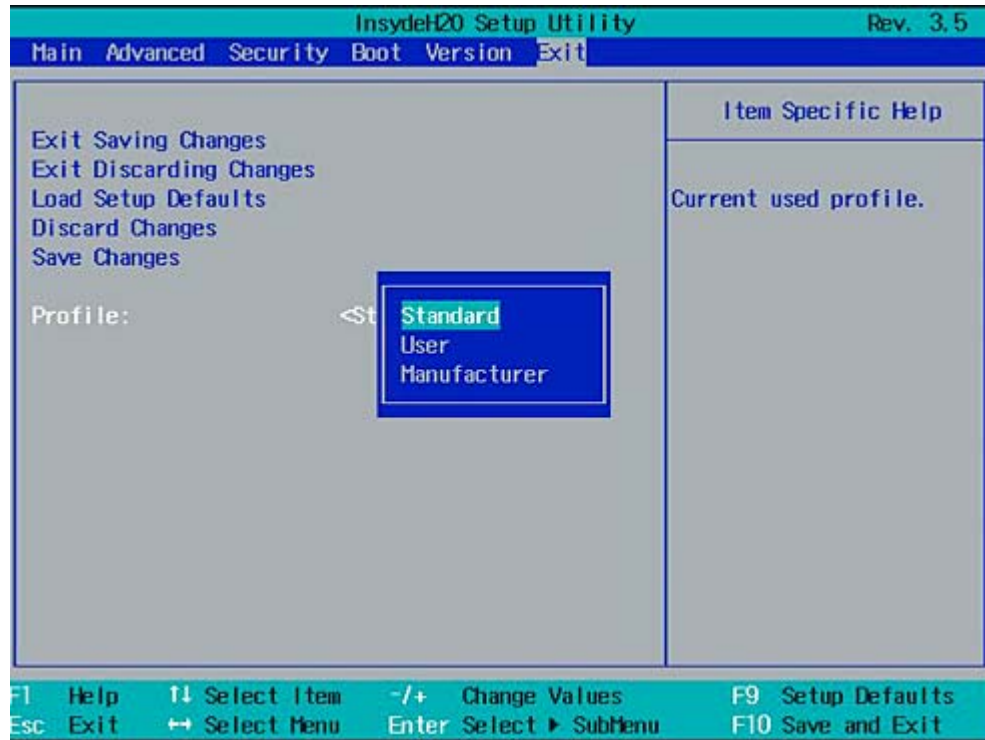 InsydeH20 Setup Utility Rev. 3.5
Main Advanced Security Boot Version Exit
Item Specific Help
Exit Saving Changes
Exit Discarding Changes
Load Setup Defaults
Discard Changes
Save Changes
Current used profile.
Profile: <St
Standard
User
Manufacturer
F1 Help ↑↓ Select Item -/+ Change Values F9 Setup Defaults
Esc Exit ↔ Select Menu Enter Select ▶ SubMenu F10 Save and Exit